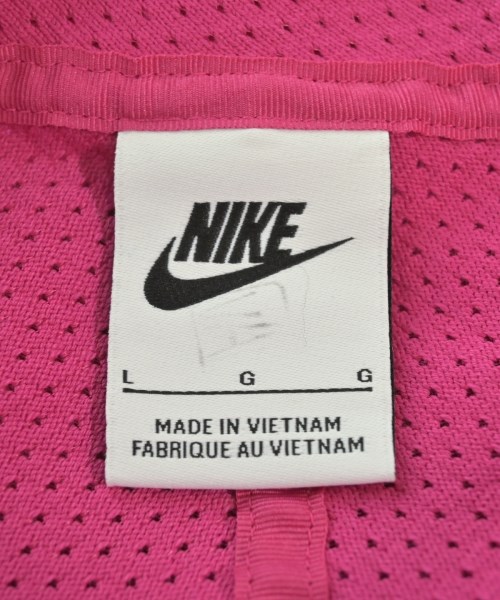 NIKE
L G G
MADE IN VIETNAM
FABRIQUE AU VIETNAM